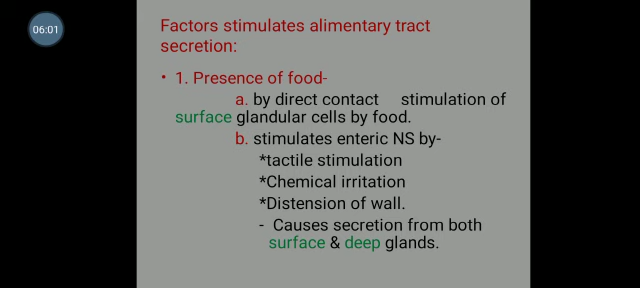 06:01
Factors stimulates alimentary tract
secretion:
• 1. Presence of food-
a. by direct contact stimulation of
surface glandular cells by food.
b. stimulates enteric NS by-
*tactile stimulation
*Chemical irritation
*Distension of wall.
- Causes secretion from both
surface & deep glands.